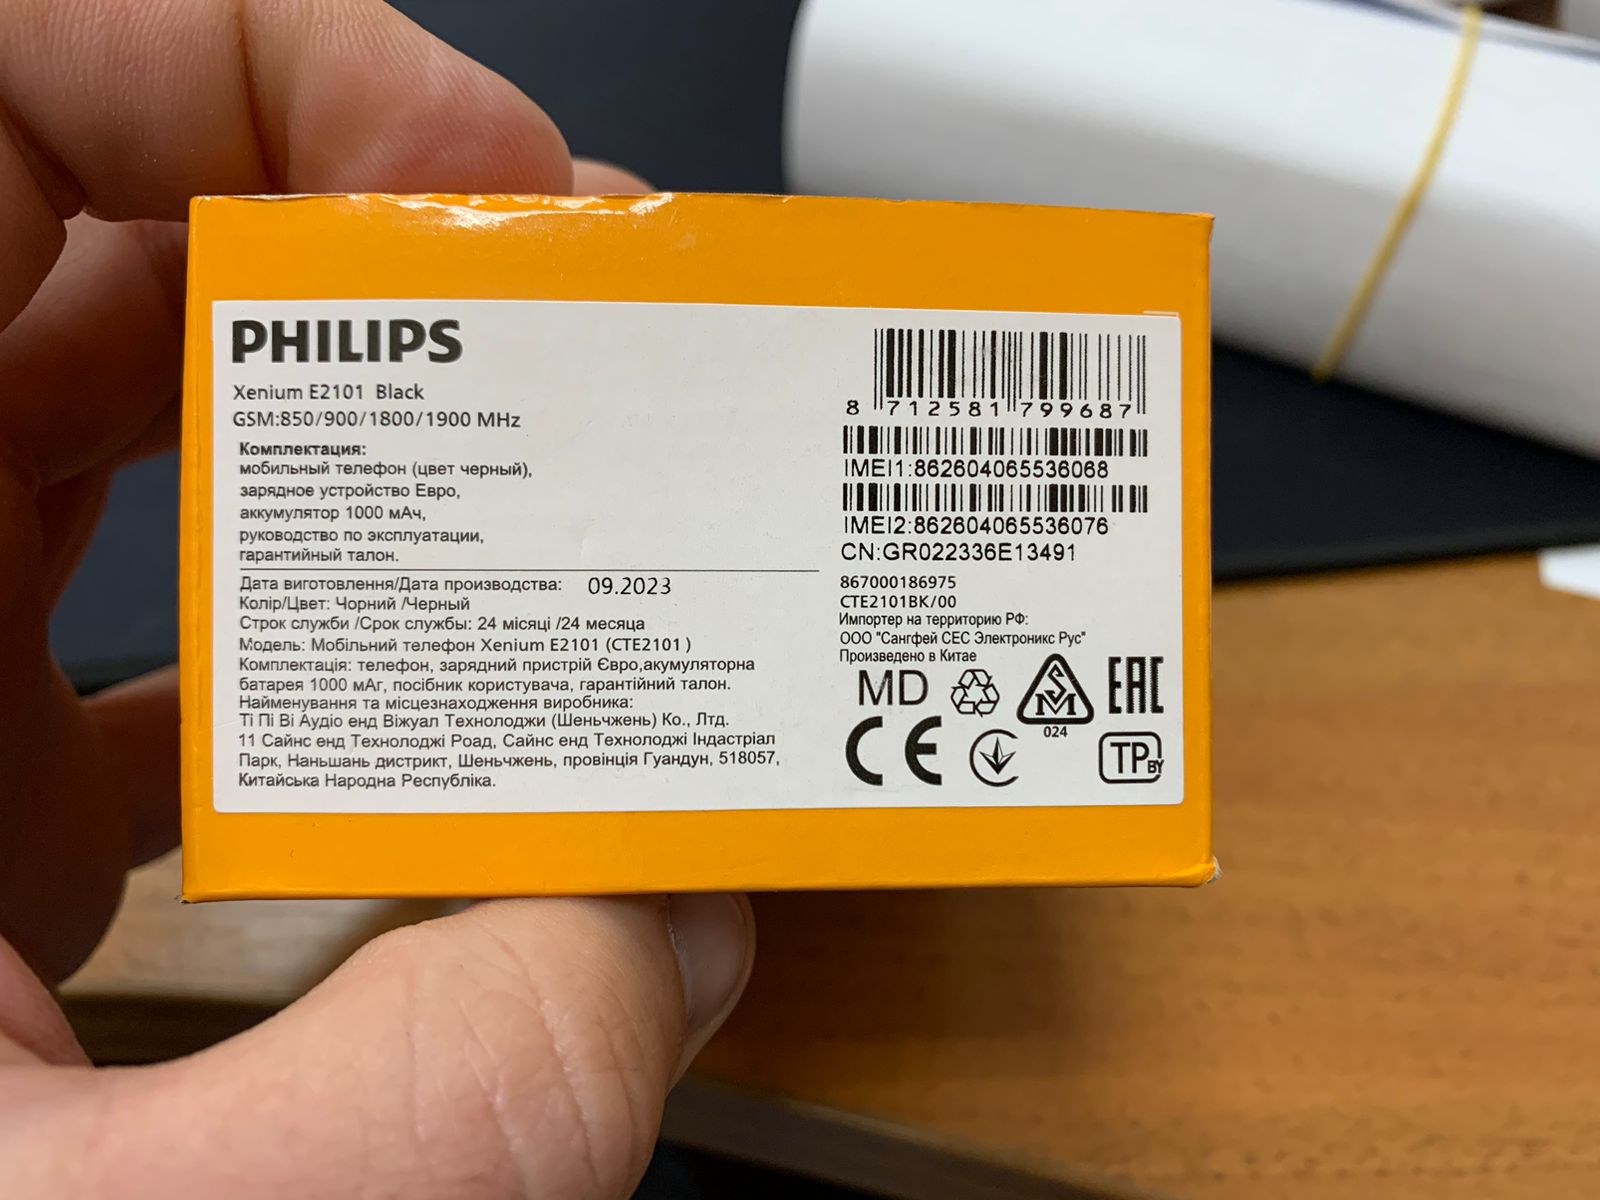 PHILIPS
Xenium E2101 Black
GSM:850/900/1800/1900 MHz
Комплектация:
мобильный телефон (цвет черный),
зарядное устройство Евро,
аккумулятор 1000 мАч,
руководство по эксплуатации,
гарантийный талон.
Дата виготовлення/Дата производства: 09.2023
Колір/Цвет: Чорний /Черный
Строк служби /Срок службы: 24 місяці /24 месяца
Модель: Мобільний телефон Xenium E2101 (CTE2101 )
Комплектація: телефон, зарядний пристрій Євро,акумуляторна
батарея 1000 мАг, посібник користувача, гарантійний талон.
Найменування та місцезнаходження виробника:
Ті Пі Ві Аудіо енд Віжуал Технолоджи (Шеньчжень) Ко., Лтд.
11 Сайнс енд Технолоджі Роад, Сайнс енд Технолоджі Індастріал
Парк, Наньшань дистрикт, Шеньчжень, провінція Гуандун, 518057,
Китайська Народна Республіка.
8 712581 799687
IMEI1:862604065536068
IMEI2:862604065536076
CN:GR022336E13491
867000186975
CTE2101BK/00
Импортер на территорию РФ:
ООО "Сангфей СЕС Электроникс Рус"
Произведено в Китае
MD
SM
024
EAC
CE
TP BY